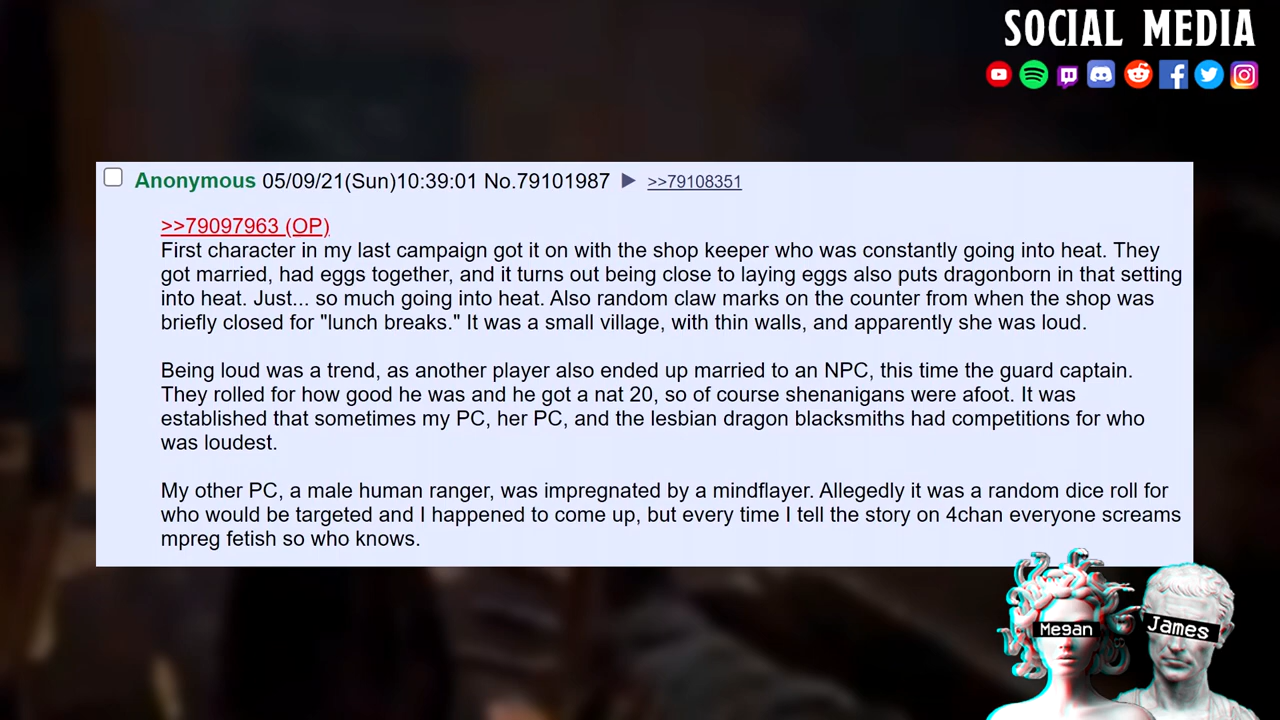 SOCIAL MEDIA
Anonymous 05/09/21(Sun)10:39:01 No.79101987 ▶ >>79108351
>>79097963 (OP)
First character in my last campaign got it on with the shop keeper who was constantly going into heat. They
got married, had eggs together, and it turns out being close to laying eggs also puts dragonborn in that setting
into heat. Just... so much going into heat. Also random claw marks on the counter from when the shop was
briefly closed for "lunch breaks." It was a small village, with thin walls, and apparently she was loud.
Being loud was a trend, as another player also ended up married to an NPC, this time the guard captain.
They rolled for how good he was and he got a nat 20, so of course shenanigans were afoot. It was
established that sometimes my PC, her PC, and the lesbian dragon blacksmiths had competitions for who
was loudest.
My other PC, a male human ranger, was impregnated by a mindflayer. Allegedly it was a random dice roll for
who would be targeted and I happened to come up, but every time I tell the story on 4chan everyone screams
mpreg fetish so who knows.
Megan
James